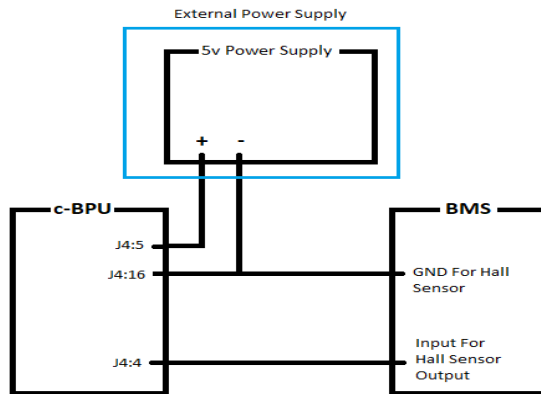 External Power Supply
5v Power Supply
+ -
c-BPU
BMS
J4:5
J4:16
GND For Hall
Sensor
J4:4
Input For
Hall Sensor
Output